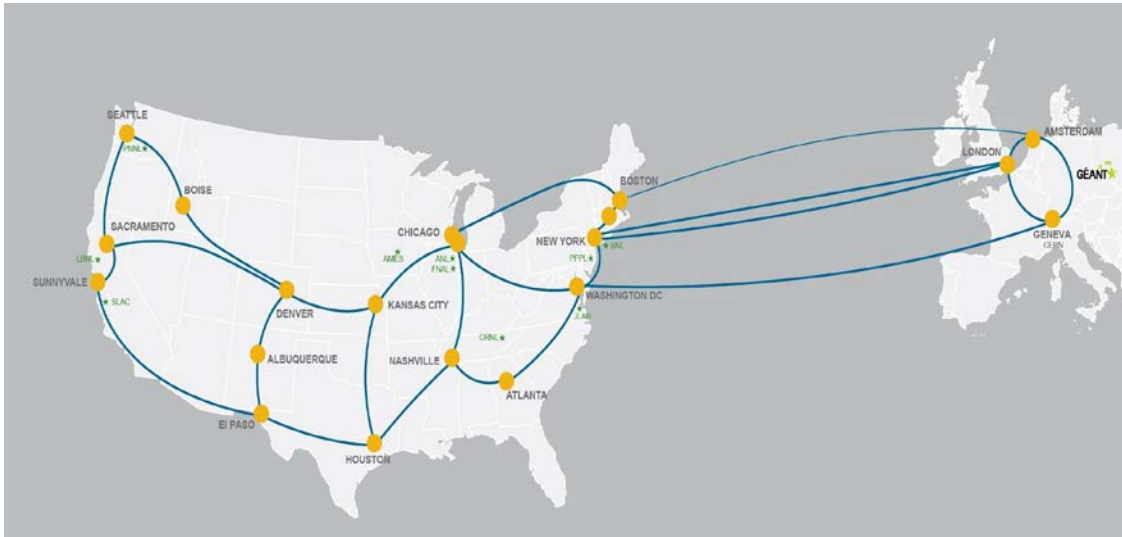 SEATTLE
PNNL
BOISE
SACRAMENTO
LBNL
SUNNYVALE
SLAC
DENVER
ALBUQUERQUE
El PASO
HOUSTON
KANSAS CITY
AMES
CHICAGO
ANL
FNAL
NASHVILLE
ORNL
ATLANTA
WASHINGTON DC
JLAB
PPPL
BNL
NEW YORK
BOSTON
AMSTERDAM
LONDON
GÉANT
GENEVA
CERN